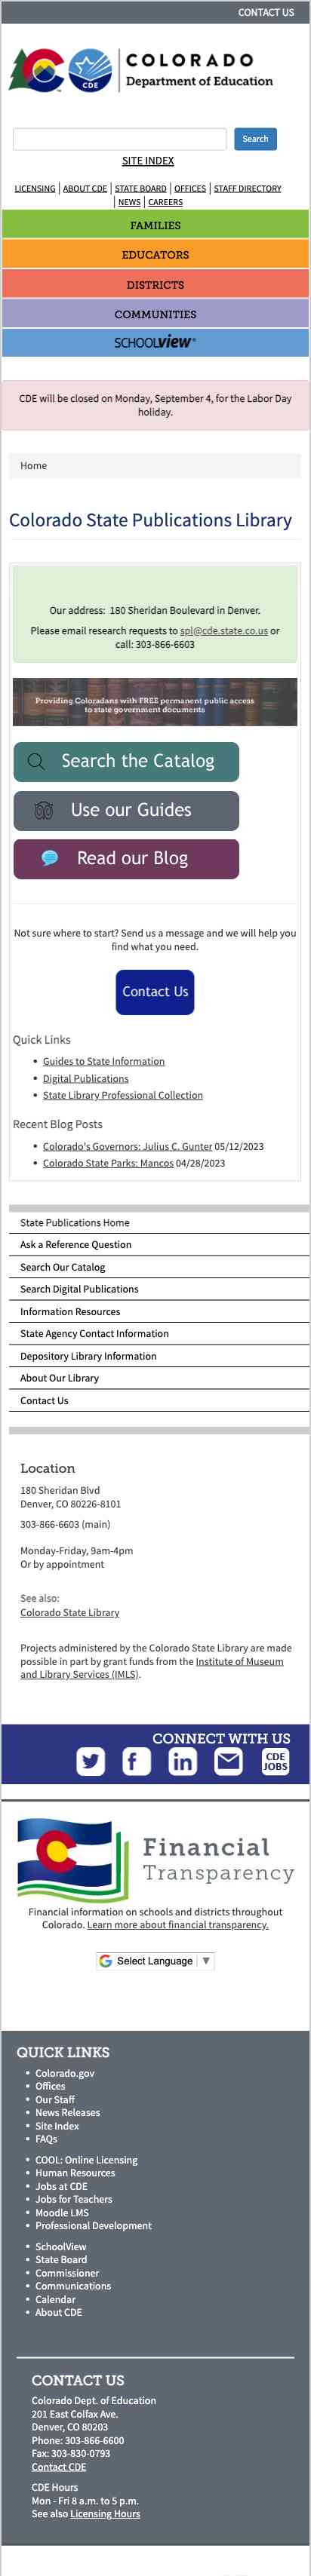 CONTACT US
COLORADO
Department of Education
CDE
Search
SITE INDEX
LICENSING | ABOUT CDE | STATE BOARD | OFFICES | STAFF DIRECTORY
| NEWS | CAREERS
FAMILIES
EDUCATORS
DISTRICTS
COMMUNITIES
SCHOOLVIEW®
CDE will be closed on Monday, September 4, for the Labor Day
holiday.
Home
Colorado State Publications Library
Our address: 180 Sheridan Boulevard in Denver.
Please email research requests to spl@cde.state.co.us or
call: 303-866-6603
Providing Coloradans with FREE permanent public access
to state government documents
Search the Catalog
Use our Guides
Read our Blog
Not sure where to start? Send us a message and we will help you
find what you need.
Contact Us
Quick Links
• Guides to State Information
• Digital Publications
• State Library Professional Collection
Recent Blog Posts
• Colorado's Governors: Julius C. Gunter 05/12/2023
• Colorado State Parks: Mancos 04/28/2023
State Publications Home
Ask a Reference Question
Search Our Catalog
Search Digital Publications
Information Resources
State Agency Contact Information
Depository Library Information
About Our Library
Contact Us
Location
180 Sheridan Blvd
Denver, CO 80226-8101
303-866-6603 (main)
Monday-Friday, 9am-4pm
Or by appointment
See also:
Colorado State Library
Projects administered by the Colorado State Library are made
possible in part by grant funds from the Institute of Museum
and Library Services (IMLS).
CONNECT WITH US
CDE
JOBS
Financial
Transparency
Financial information on schools and districts throughout
Colorado. Learn more about financial transparency.
Select Language ▼
QUICK LINKS
• Colorado.gov
• Offices
• Our Staff
• News Releases
• Site Index
• FAQs
• COOL: Online Licensing
• Human Resources
• Jobs at CDE
• Jobs for Teachers
• Moodle LMS
• Professional Development
• SchoolView
• State Board
• Commissioner
• Communications
• Calendar
• About CDE
CONTACT US
Colorado Dept. of Education
201 East Colfax Ave.
Denver, CO 80203
Phone: 303-866-6600
Fax: 303-830-0793
Contact CDE
CDE Hours
Mon - Fri 8 a.m. to 5 p.m.
See also Licensing Hours